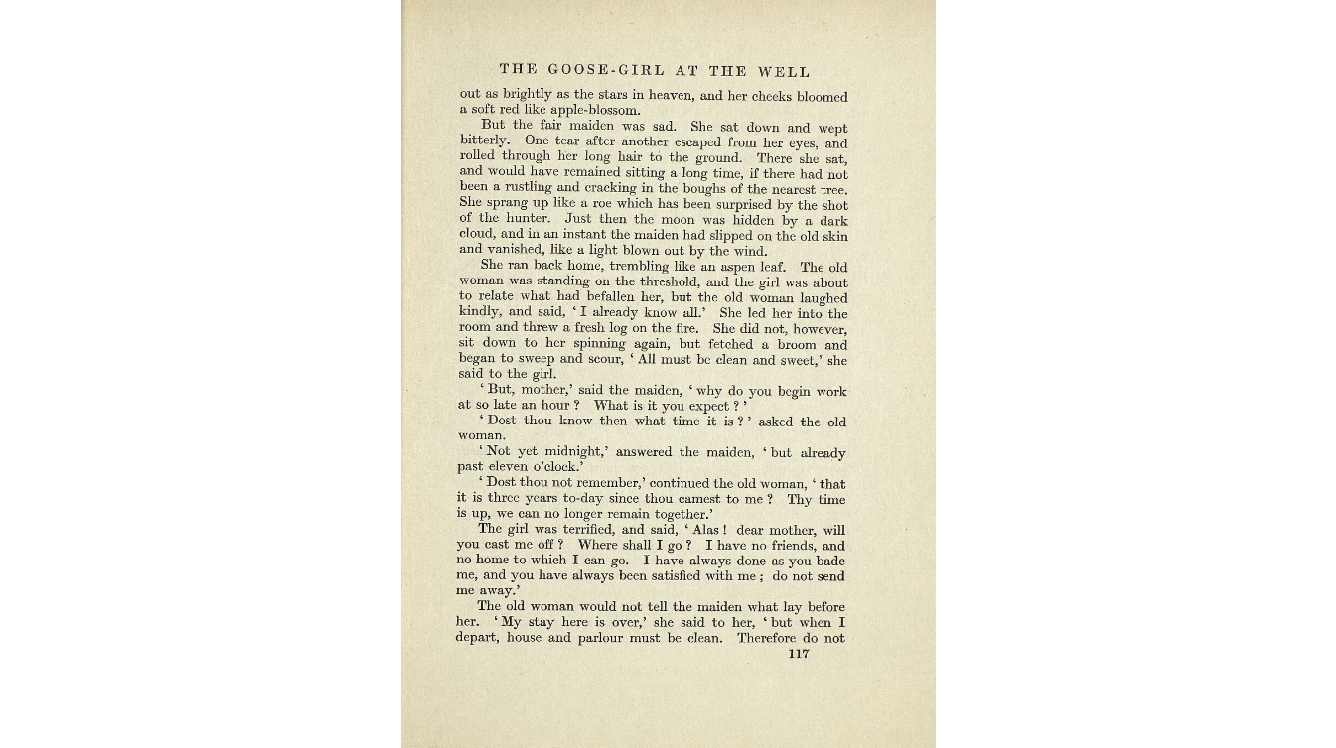 THE GOOSE-GIRL AT THE WELL
out as brightly as the stars in heaven, and her cheeks bloomed
a soft red like apple-blossom.
But the fair maiden was sad. She sat down and wept
bitterly. One tear after another escaped from her eyes, and
rolled through her long hair to the ground. There she sat,
and would have remained sitting a long time, if there had not
been a rustling and cracking in the boughs of the nearest tree.
She sprang up like a roe which has been surprised by the shot
of the hunter. Just then the moon was hidden by a dark
cloud, and in an instant the maiden had slipped on the old skin
and vanished, like a light blown out by the wind.
She ran back home, trembling like an aspen leaf. The old
woman was standing on the threshold, and the girl was about
to relate what had befallen her, but the old woman laughed
kindly, and said, ‘ I already know all.’ She led her into the
room and threw a fresh log on the fire. She did not, however,
sit down to her spinning again, but fetched a broom and
began to sweep and scour, ‘ All must be clean and sweet,’ she
said to the girl.
‘ But, mother,’ said the maiden, ‘ why do you begin work
at so late an hour ? What is it you expect ? ’
‘ Dost thou know then what time it is ? ’ asked the old
woman.
‘ Not yet midnight,’ answered the maiden, ‘ but already
past eleven o'clock.’
‘ Dost thou not remember,’ continued the old woman, ‘ that
it is three years to-day since thou camest to me ? Thy time
is up, we can no longer remain together.’
The girl was terrified, and said, ‘ Alas ! dear mother, will
you cast me off ? Where shall I go ? I have no friends, and
no home to which I can go. I have always done as you bade
me, and you have always been satisfied with me ; do not send
me away.’
The old woman would not tell the maiden what lay before
her. ‘ My stay here is over,’ she said to her, ‘ but when I
depart, house and parlour must be clean. Therefore do not
117